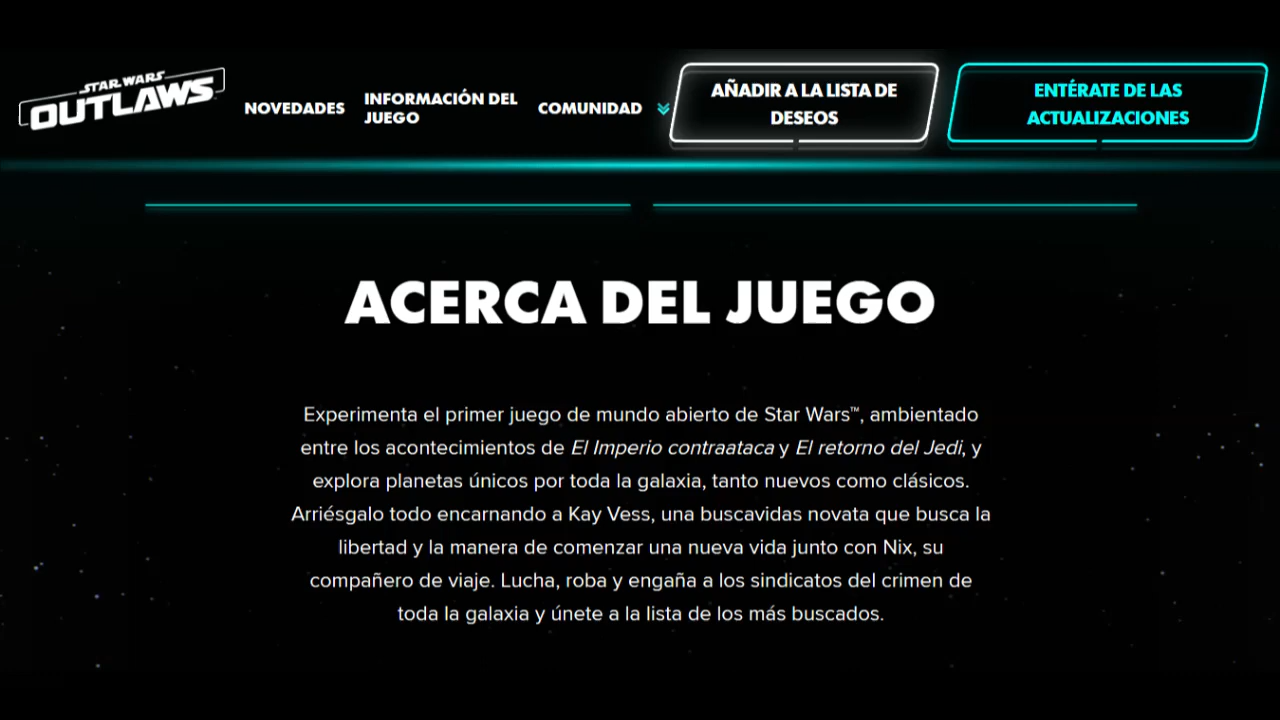 STAR WARS
OUTLAWS
NOVEDADES
INFORMACIÓN DEL
JUEGO
COMUNIDAD
AÑADIR A LA LISTA DE
DESEOS
ENTÉRATE DE LAS
ACTUALIZACIONES
ACERCA DEL JUEGO
Experimenta el primer juego de mundo abierto de Star Wars™, ambientado
entre los acontecimientos de El Imperio contraataca y El retorno del Jedi, y
explora planetas únicos por toda la galaxia, tanto nuevos como clásicos.
Arriésgalo todo encarnando a Kay Vess, una buscavidas novata que busca la
libertad y la manera de comenzar una nueva vida junto con Nix, su
compañero de viaje. Lucha, roba y engaña a los sindicatos del crimen de
toda la galaxia y únete a la lista de los más buscados.